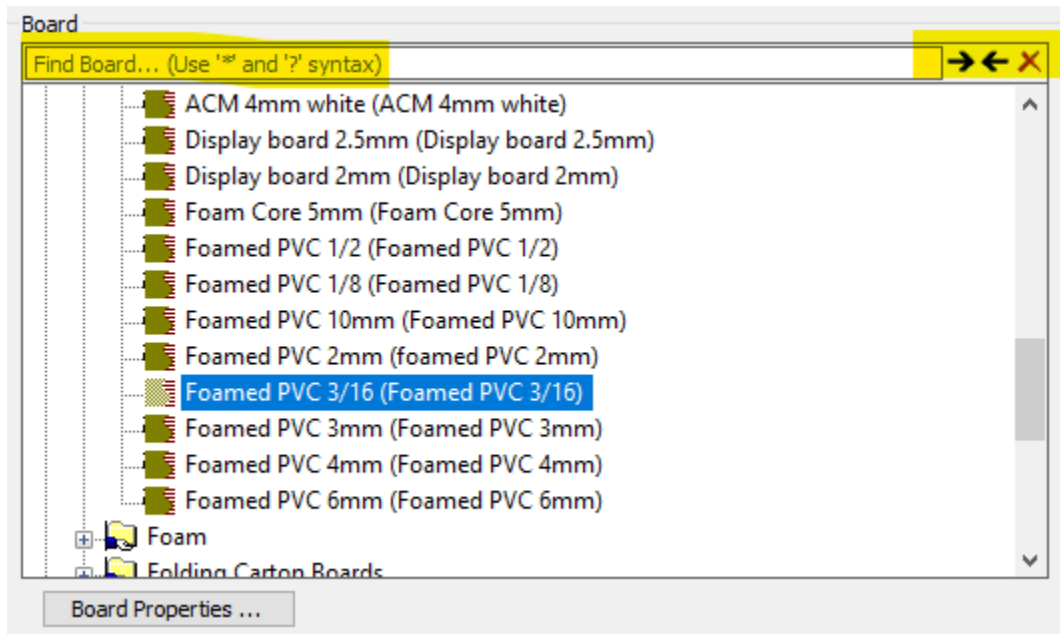 Board
Find Board... (Use '*' and '?' syntax)
ACM 4mm white (ACM 4mm white)
Display board 2.5mm (Display board 2.5mm)
Display board 2mm (Display board 2mm)
Foam Core 5mm (Foam Core 5mm)
Foamed PVC 1/2 (Foamed PVC 1/2)
Foamed PVC 1/8 (Foamed PVC 1/8)
Foamed PVC 10mm (Foamed PVC 10mm)
Foamed PVC 2mm (foamed PVC 2mm)
Foamed PVC 3/16 (Foamed PVC 3/16)
Foamed PVC 3mm (Foamed PVC 3mm)
Foamed PVC 4mm (Foamed PVC 4mm)
Foamed PVC 6mm (Foamed PVC 6mm)
Foam
Folding Carton Boards
Board Properties ...